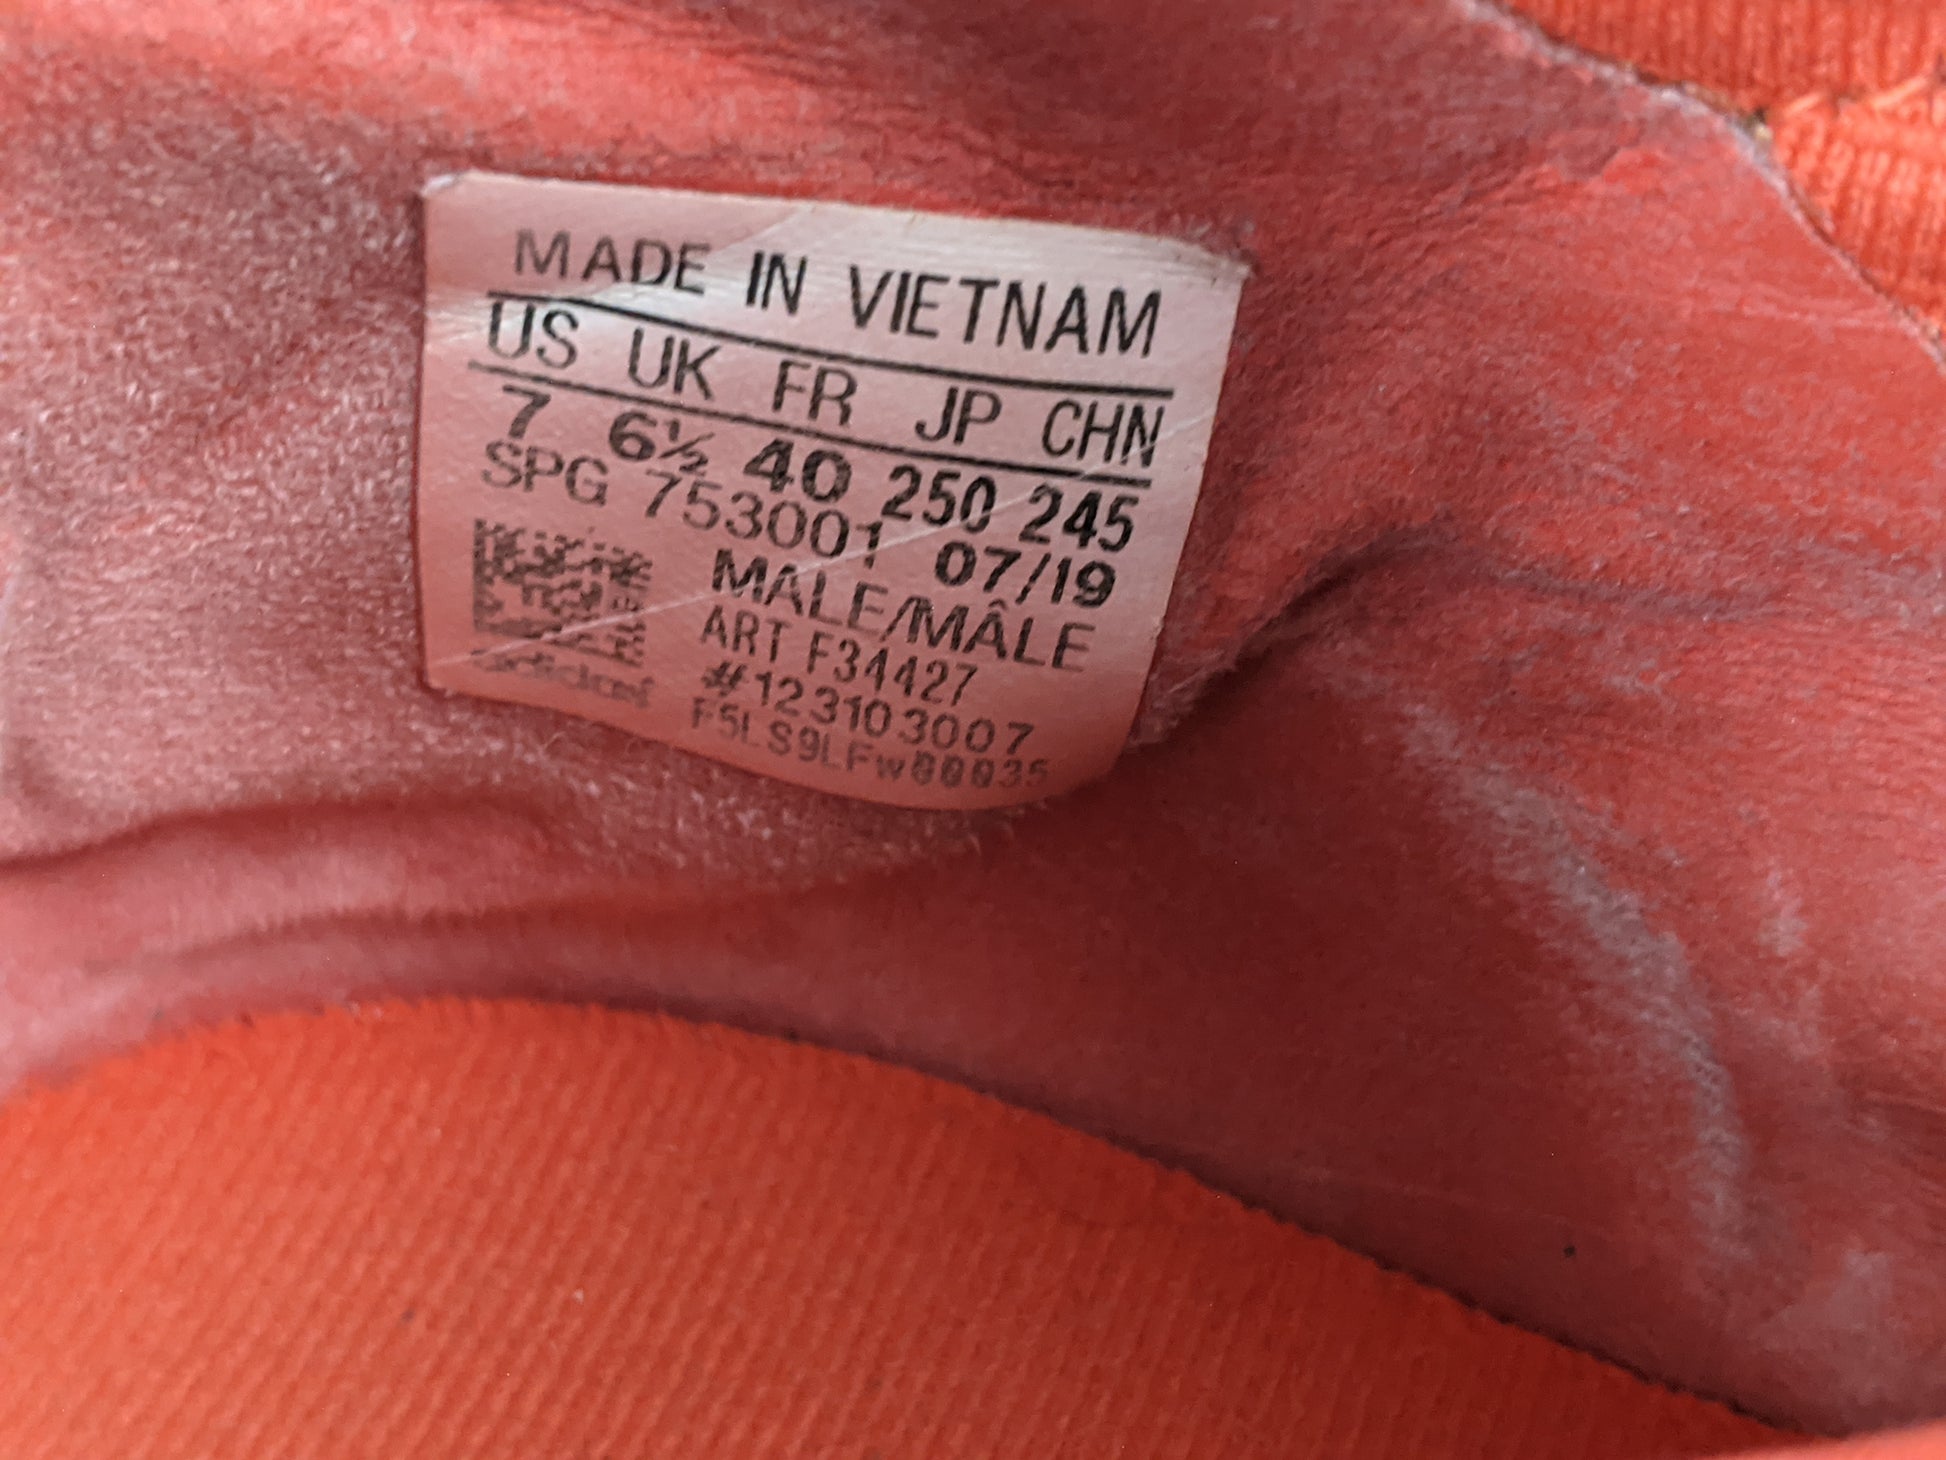 MADE IN VIETNAM
US UK FR JP CHN
7 6½ 40 250 245
SPG 753001 07/19
MALE/MÂLE
ART F34427
#123103007
adidas